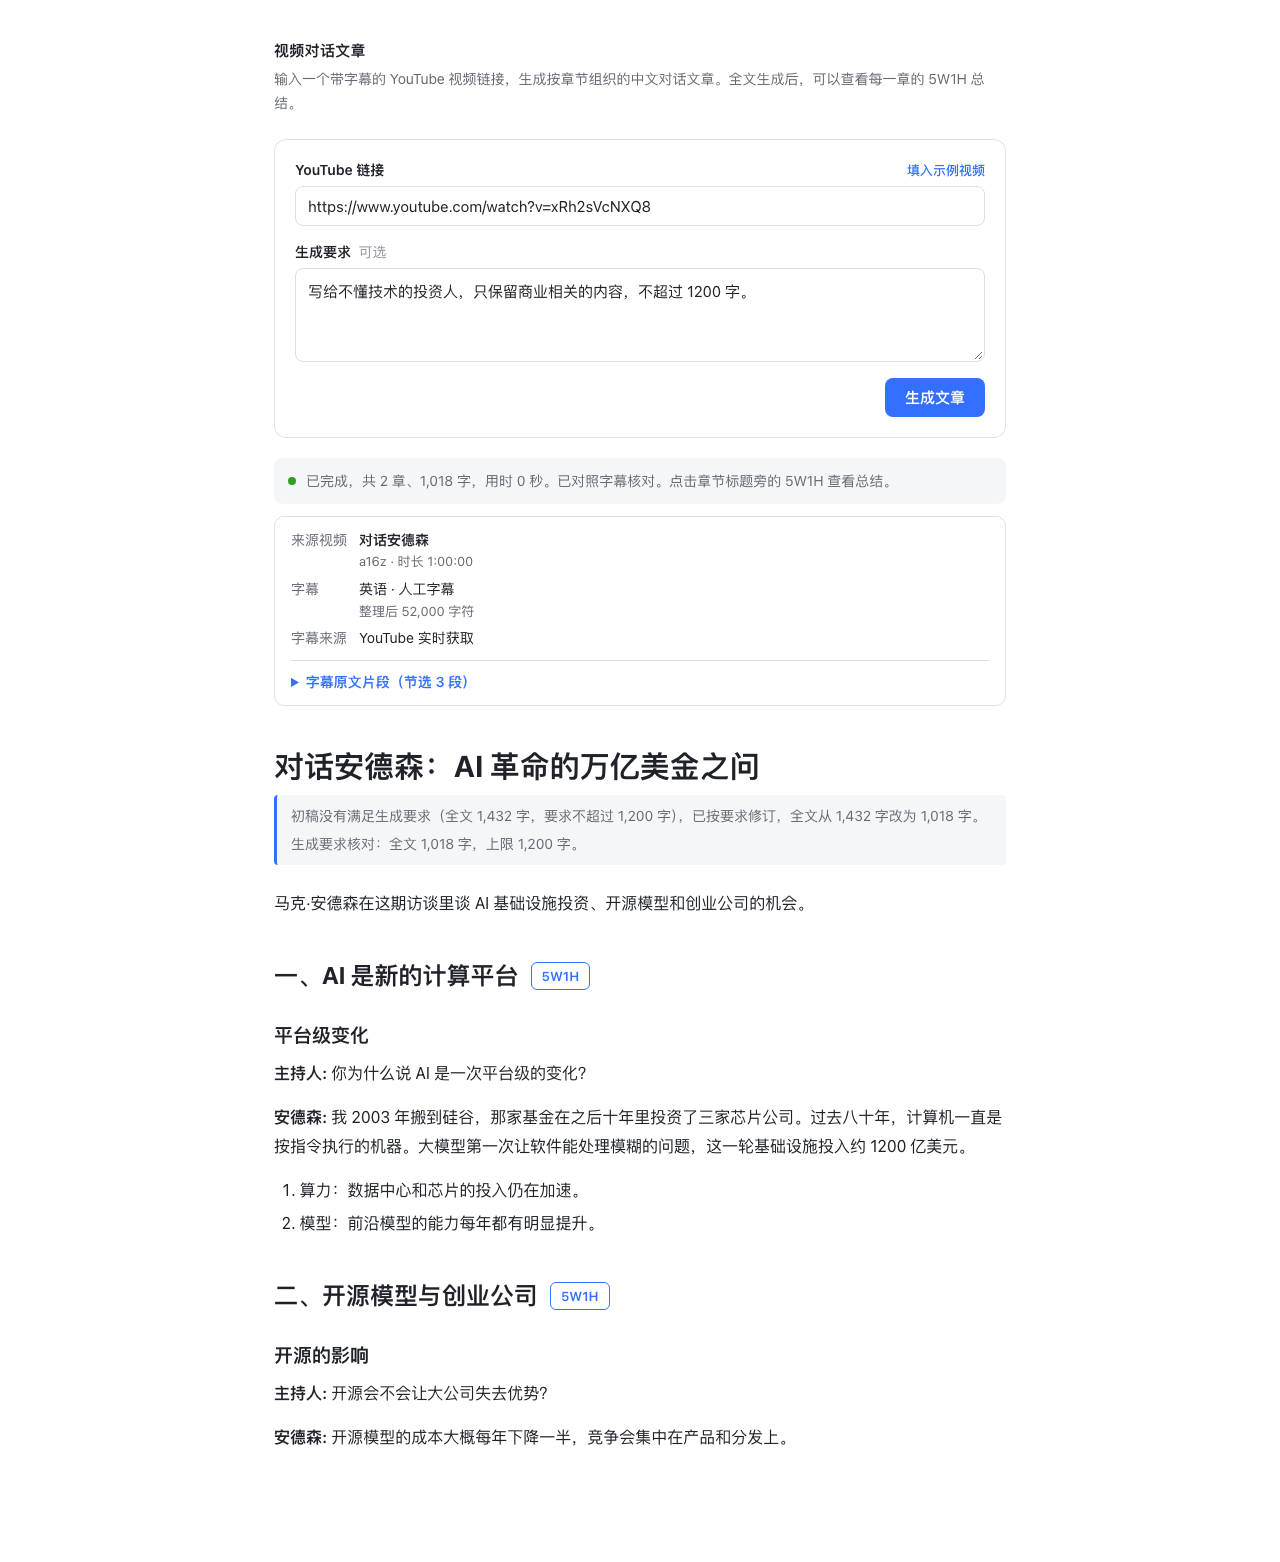 视频对话文章
输入一个带字幕的 YouTube 视频链接，生成按章节组织的中文对话文章。全文生成后，可以查看每一章的 5W1H 总
结。
YouTube 链接
填入示例视频
https://www.youtube.com/watch?v=xRh2sVcNXQ8
生成要求 可选
写给不懂技术的投资人，只保留商业相关的内容，不超过 1200 字。
生成文章
已完成，共 2 章、1,018 字，用时 0 秒。已对照字幕核对。点击章节标题旁的 5W1H 查看总结。
来源视频 对话安德森
a16z · 时长 1:00:00
字幕 英语 · 人工字幕
整理后 52,000 字符
字幕来源 YouTube 实时获取
▶ 字幕原文片段（节选 3 段）
对话安德森：AI 革命的万亿美金之问
初稿没有满足生成要求（全文 1,432 字，要求不超过 1,200 字），已按要求修订，全文从 1,432 字改为 1,018 字。
生成要求核对：全文 1,018 字，上限 1,200 字。
马克·安德森在这期访谈里谈 AI 基础设施投资、开源模型和创业公司的机会。
一、AI 是新的计算平台 5W1H
平台级变化
主持人: 你为什么说 AI 是一次平台级的变化？
安德森: 我 2003 年搬到硅谷，那家基金在之后十年里投资了三家芯片公司。过去八十年，计算机一直是
按指令执行的机器。大模型第一次让软件能处理模糊的问题，这一轮基础设施投入约 1200 亿美元。
1. 算力：数据中心和芯片的投入仍在加速。
2. 模型：前沿模型的能力每年都有明显提升。
二、开源模型与创业公司 5W1H
开源的影响
主持人: 开源会不会让大公司失去优势？
安德森: 开源模型的成本大概每年下降一半，竞争会集中在产品和分发上。